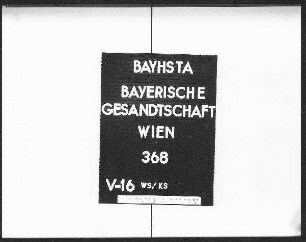 BAYHSTA
BAYERISCHE
GESANDTSCHAFT
WIEN
368
V-16 WS/KS